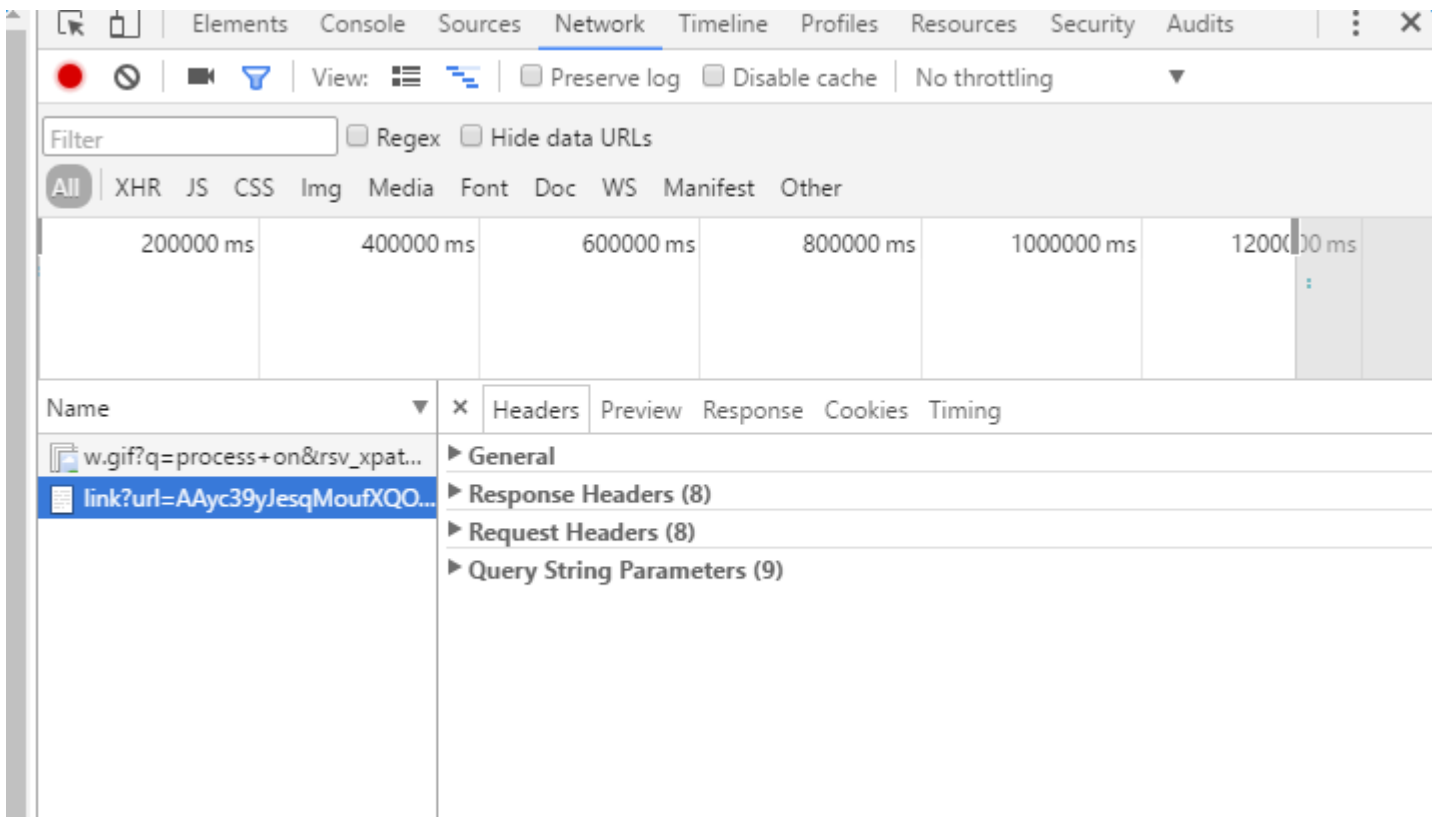 Elements Console Sources Network Timeline Profiles Resources Security Audits
View: Preserve log Disable cache No throttling
Filter Regex Hide data URLs
All XHR JS CSS Img Media Font Doc WS Manifest Other
200000 ms 400000 ms 600000 ms 800000 ms 1000000 ms 1200000 ms
Name Headers Preview Response Cookies Timing
w.gif?q=process+on&rsv_xpat... General
link?url=AAyc39yJesqMoufXQO... Response Headers (8)
Request Headers (8)
Query String Parameters (9)